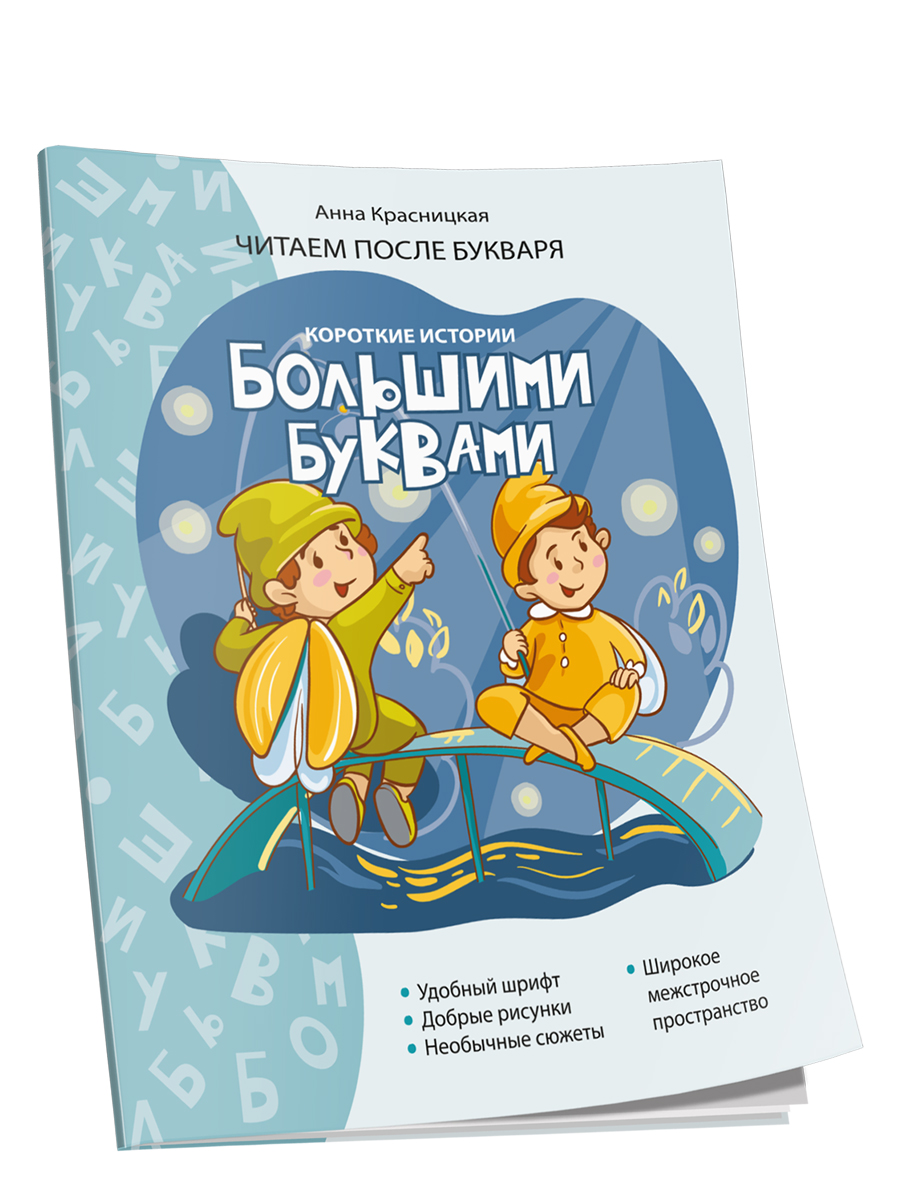 Анна Красницкая
ЧИТАЕМ ПОСЛЕ БУКВАРЯ
КОРОТКИЕ ИСТОРИИ
БОЛЬШИМИ
БУКВАМИ
• Удобный шрифт
• Добрые рисунки
• Необычные сюжеты
• Широкое
межстрочное
пространство